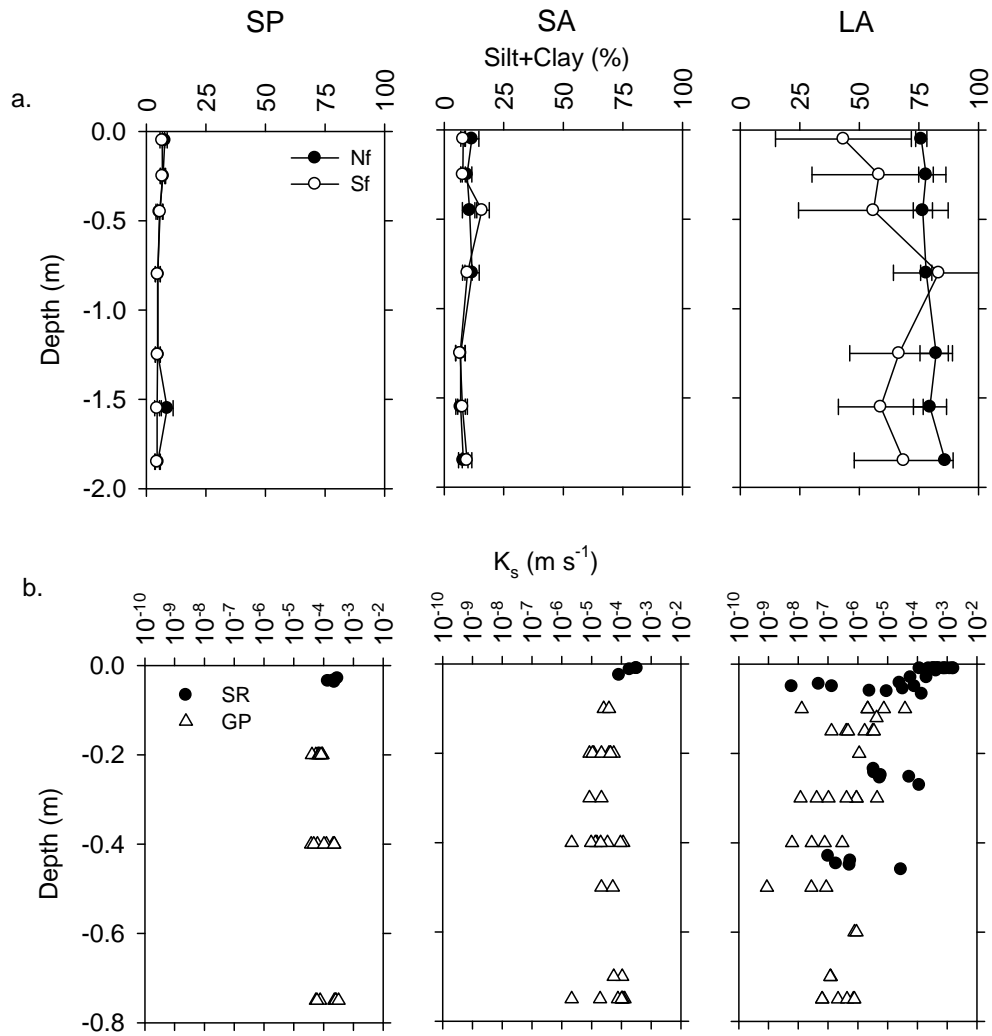 SP SA LA
Silt+Clay (%)
a.
0 25 50 75 100 0 25 50 75 100 0 25 50 75 100
0.0
Nf
Sf
-0.5
-1.0
-1.5
-2.0
Depth (m)
K_s (m s^-1)
b.
10^-10 10^-9 10^-8 10^-7 10^-6 10^-5 10^-4 10^-3 10^-2 10^-10 10^-9 10^-8 10^-7 10^-6 10^-5 10^-4 10^-3 10^-2 10^-10 10^-9 10^-8 10^-7 10^-6 10^-5 10^-4 10^-3 10^-2
0.0
SR
GP
-0.2
-0.4
-0.6
-0.8
Depth (m)